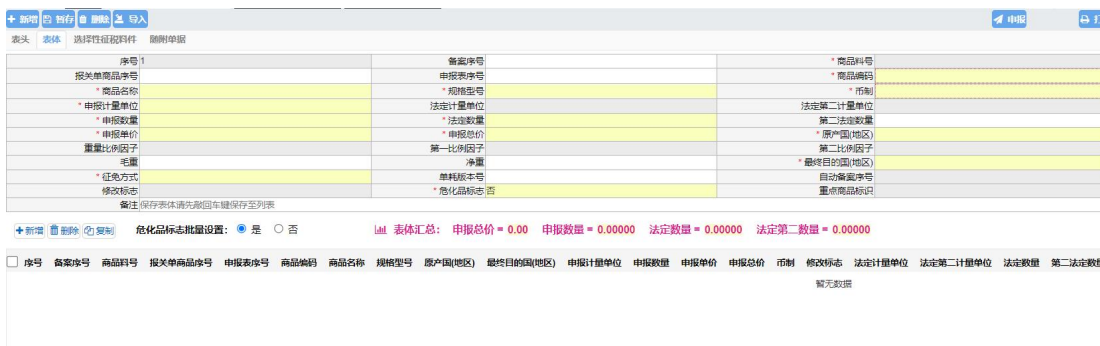 新增 暂存 删除 导入 申报
表头 表体 选择性征税料件 随附单据
序号 1 备案序号 * 商品料号
报关单商品序号 申报表序号 * 商品编码
* 商品名称 * 规格型号 * 币制
* 申报计量单位 法定计量单位 法定第二计量单位
* 申报数量 * 法定数量 第二法定数量
* 申报单价 * 申报总价 * 原产国(地区)
重量比例因子 第一比例因子 第二比例因子
毛重 净重 * 最终目的国(地区)
* 征免方式 单耗版本号 自动备案序号
修改标志 * 危化品标志 否 重点商品标识
备注 保存表体请先敲回车键保存至列表
新增 删除 复制 危化品标志批量设置: 是 否 表体汇总: 申报总价 = 0.00 申报数量 = 0.00000 法定数量 = 0.00000 法定第二数量 = 0.00000
序号 备案序号 商品料号 报关单商品序号 申报表序号 商品编码 商品名称 规格型号 原产国(地区) 最终目的国(地区) 申报计量单位 申报数量 申报单价 申报总价 币制 修改标志 法定计量单位 法定第二计量单位 法定数量 第二法定数量
暂无数据